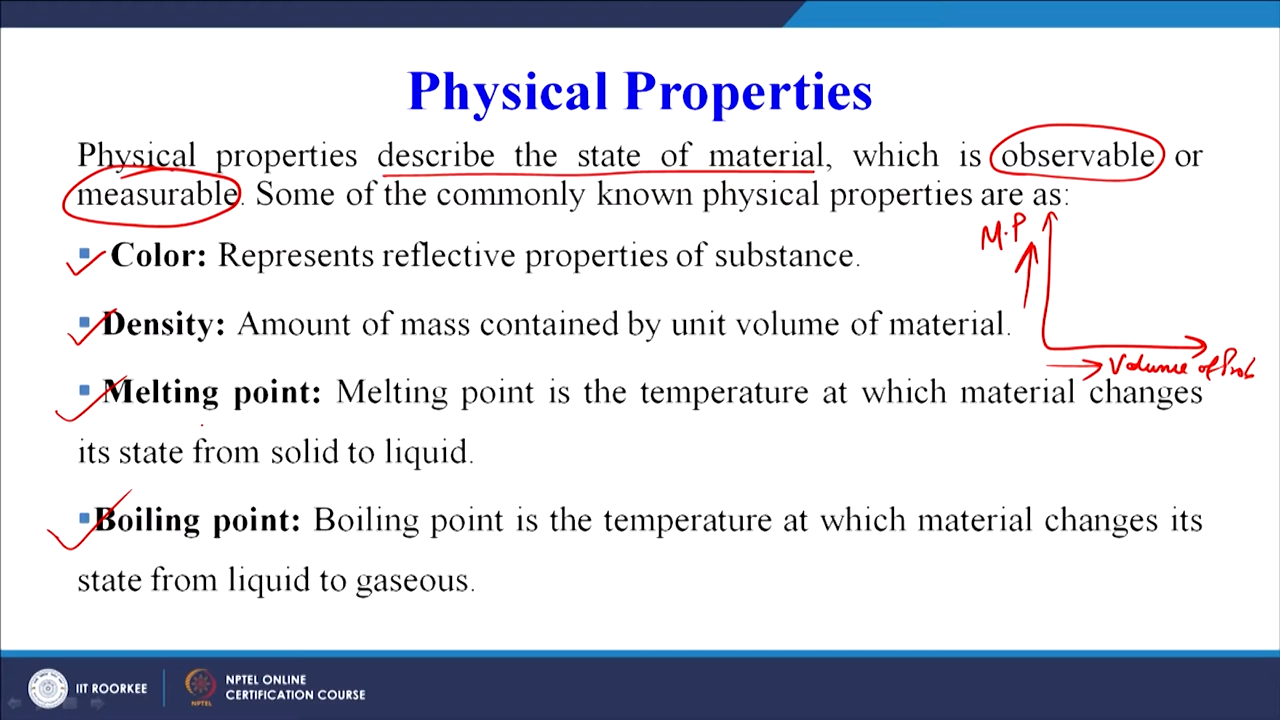 Physical Properties
Physical properties describe the state of material, which is observable or
measurable. Some of the commonly known physical properties are as:
M.P
Color: Represents reflective properties of substance.
Density: Amount of mass contained by unit volume of material.
Volume of
Melting point: Melting point is the temperature at which material changes
its state from solid to liquid.
Boiling point: Boiling point is the temperature at which material changes its
state from liquid to gaseous.
IIT ROORKEE
NPTEL ONLINE
CERTIFICATION COURSE
NPTEL